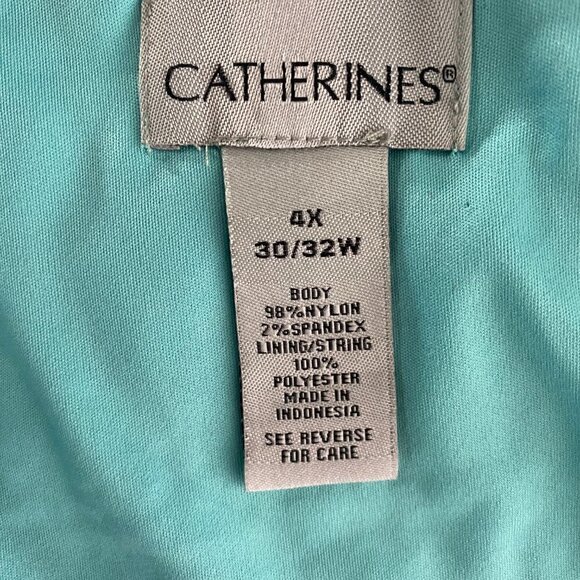 CATHERINES®
4X
30/32W
BODY
98%NYLON
2%SPANDEX
LINING/STRING
100%
POLYESTER
MADE IN
INDONESIA
SEE REVERSE
FOR CARE